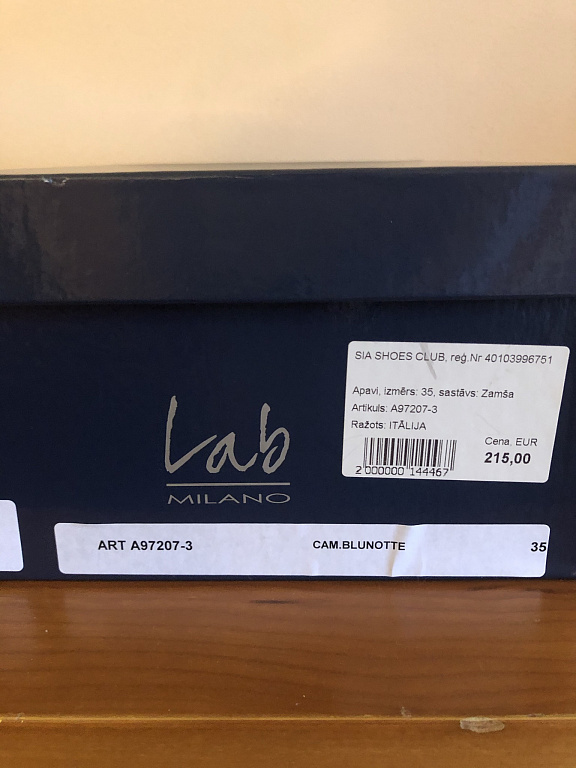 SIA SHOES CLUB, reģ.Nr 40103996751
Apavi, izmērs: 35, sastāvs: Zamša
Artikuls: A97207-3
Ražots: ITĀLIJA
Cena, EUR
215,00
2 000000 144467
Lab
MILANO
ART A97207-3 CAM.BLUNOTTE 35